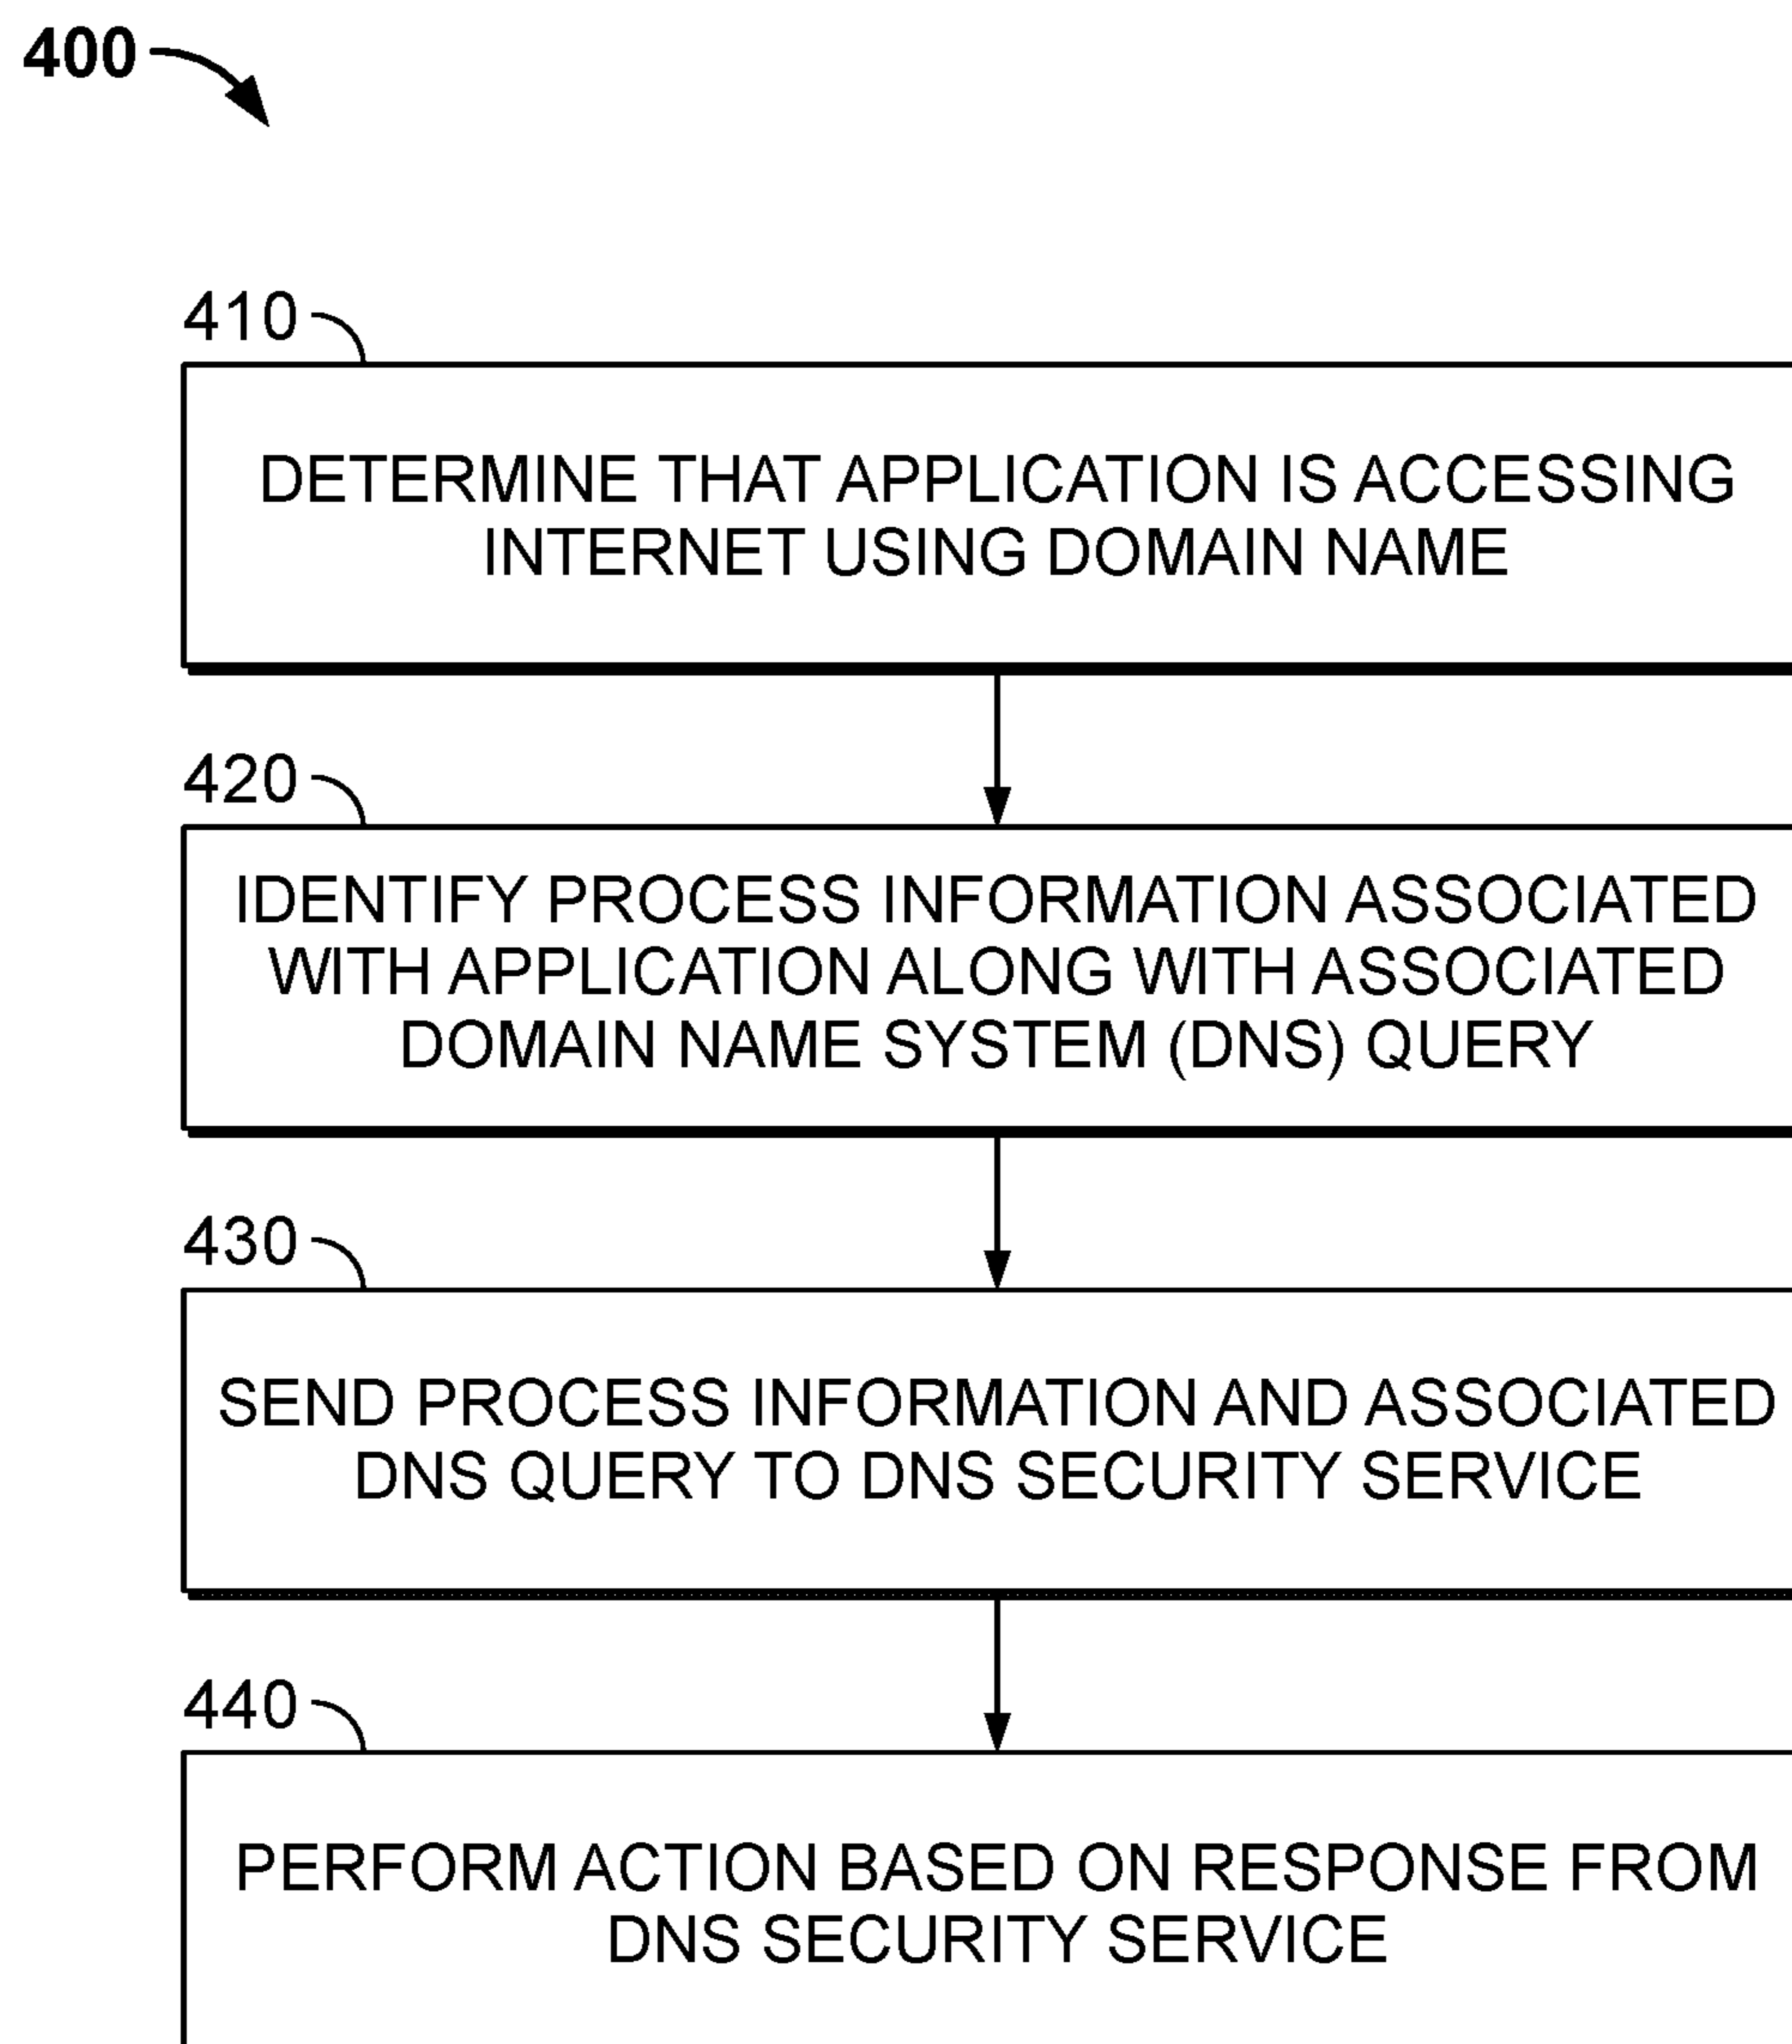 400
410
DETERMINE THAT APPLICATION IS ACCESSING
INTERNET USING DOMAIN NAME
420
IDENTIFY PROCESS INFORMATION ASSOCIATED
WITH APPLICATION ALONG WITH ASSOCIATED
DOMAIN NAME SYSTEM (DNS) QUERY
430
SEND PROCESS INFORMATION AND ASSOCIATED
DNS QUERY TO DNS SECURITY SERVICE
440
PERFORM ACTION BASED ON RESPONSE FROM
DNS SECURITY SERVICE